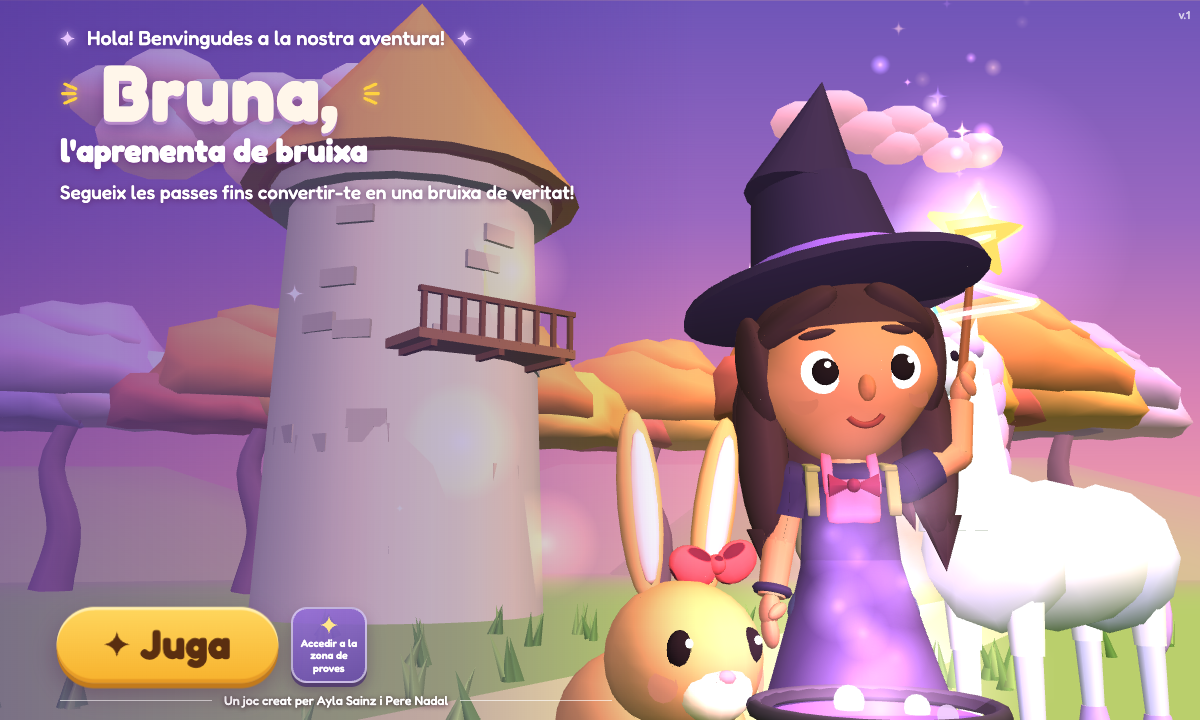 v.1
Hola! Benvingudes a la nostra aventura!
Bruna,
l'aprenenta de bruixa
Segueix les passes fins convertir-te en una bruixa de veritat!
Juga
Accedir a la
zona de
proves
Un joc creat per Ayla Sainz i Pere Nadal